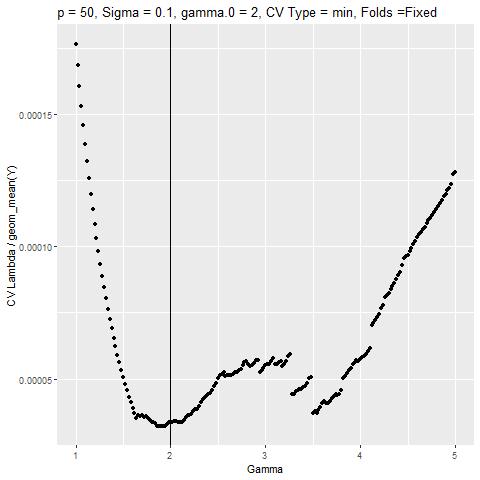 p = 50, Sigma = 0.1, gamma.0 = 2, CV Type = min, Folds =Fixed
0.00015
0.00010
0.00005
CV Lambda / geom_mean(Y)
1 2 3 4 5
Gamma